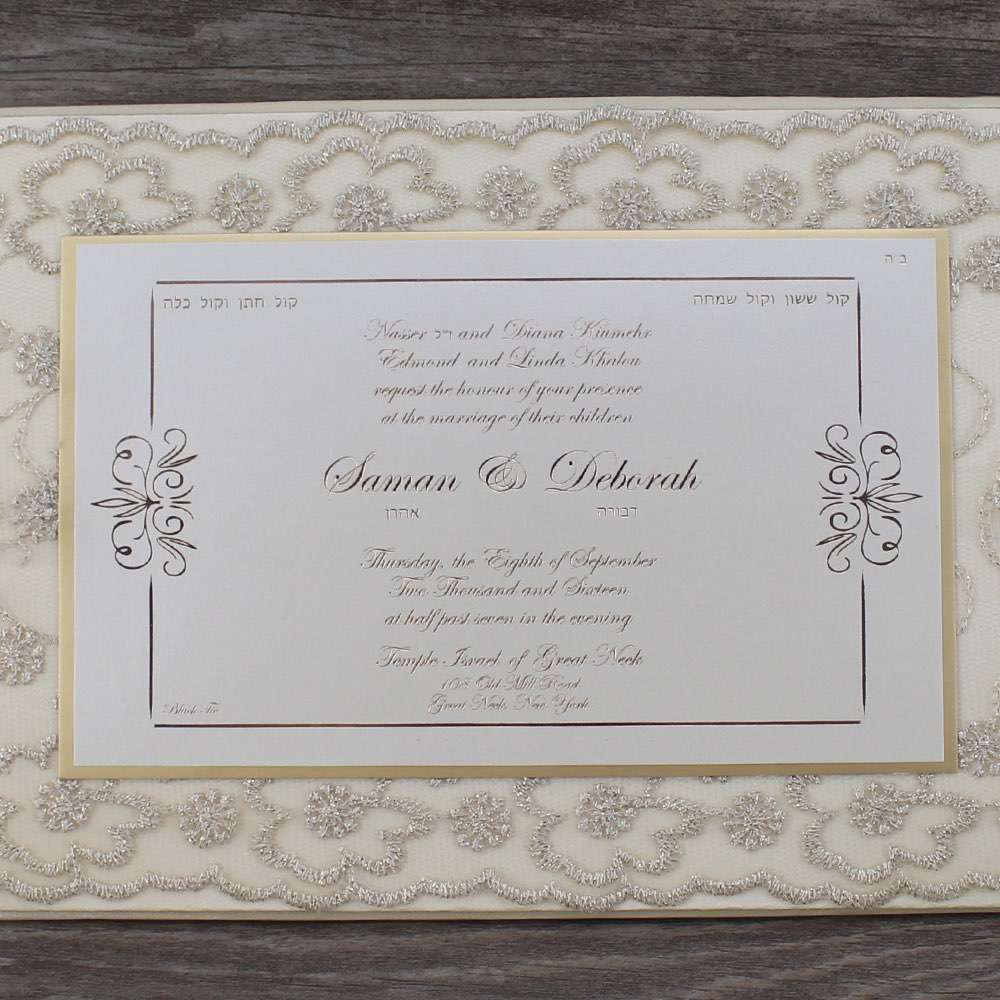 ב ה
קול ששון וקול שמחה
קול חתן וקול כלה
Nasser ז״ל and Diana Kiumehr
Edmond and Linda Khalou
request the honour of your presence
at the marriage of their children
Saman & Deborah
אהרן דבורה
Thursday, the Eighth of September
Two Thousand and Sixteen
at half past seven in the evening
Temple Israel of Great Neck
108 Old Mill Road
Great Neck, New York
Black-Tie